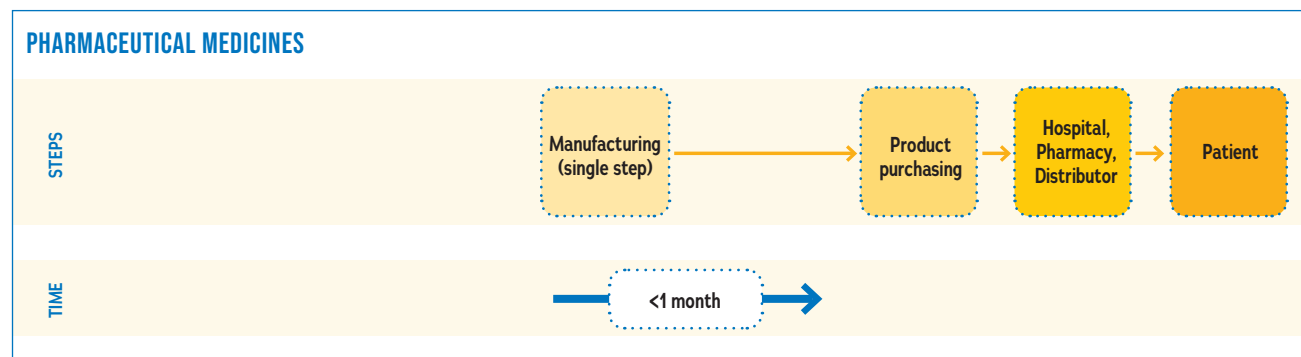 PHARMACEUTICAL MEDICINES
STEPS
Manufacturing
(single step)
Product
purchasing
Hospital,
Pharmacy,
Distributor
Patient
TIME
<1 month